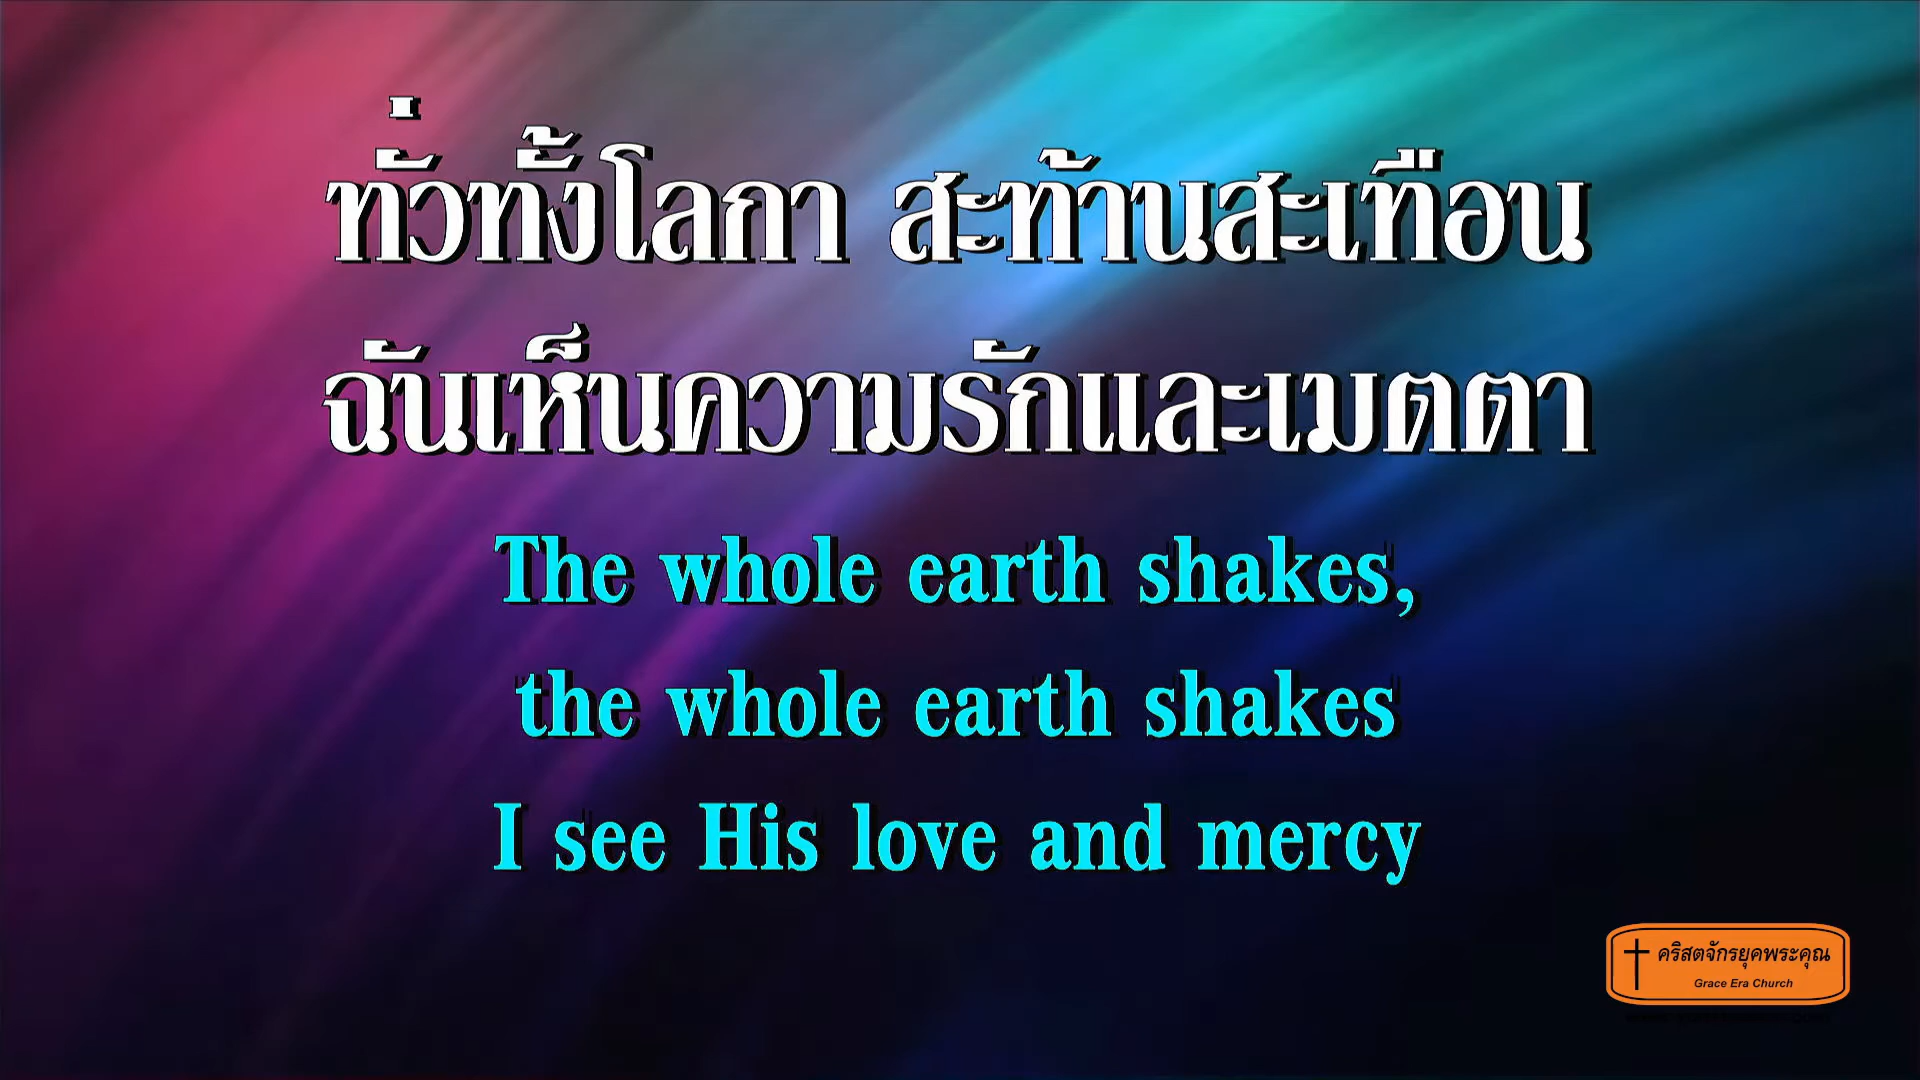 ทั่วทั้งโลกา สะท้านสะเทือน
ฉันเห็นความรักและเมตตา
The whole earth shakes,
the whole earth shakes
I see His love and mercy
คริสตจักรยุคพระคุณ
Grace Era Church